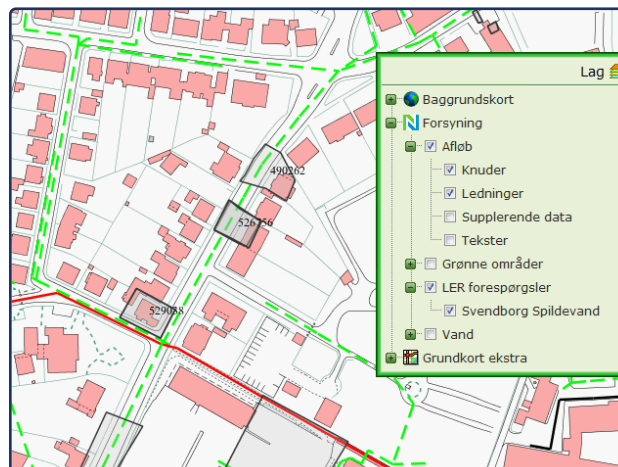 Lag
Baggrundskort
Forsyning
Afløb
Knuder
Ledninger
Supplerende data
Tekster
Grønne områder
LER forespørgsler
Svendborg Spildevand
Vand
Grundkort ekstra
490262
526756
529038